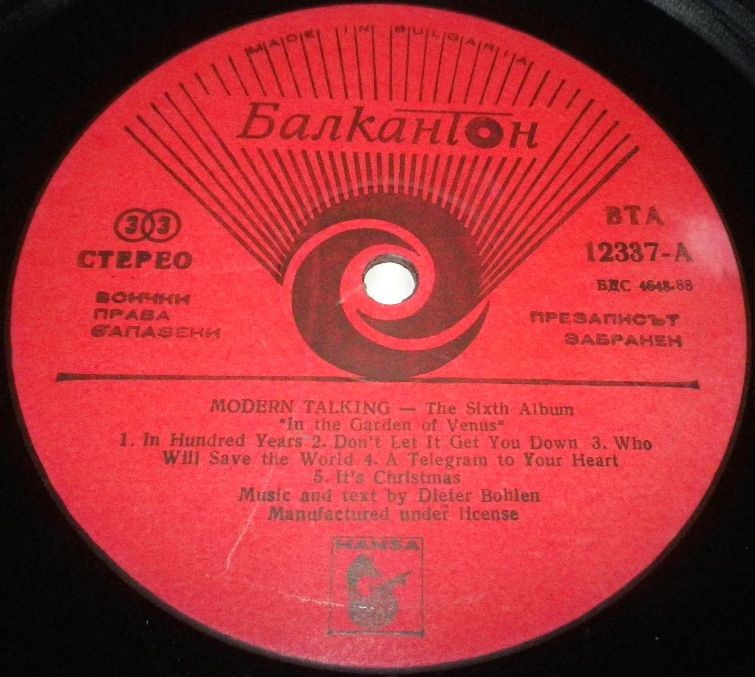 MADE IN BULGARIA
Балкантон
33
СТЕРЕО
ВСИЧКИ
ПРАВА
ЗАПАЗЕНИ
ВТА
12337-А
БДС 4648-88
ПРЕЗАПИСЪТ
ЗАБРАНЕН
MODERN TALKING — The Sixth Album
"In the Garden of Venus"
1. In Hundred Years 2. Don't Let It Get You Down 3. Who
Will Save the World 4. A Telegram to Your Heart
5. It's Christmas
Music and text by Dieter Bohlen
Manufactured under license
HANSA